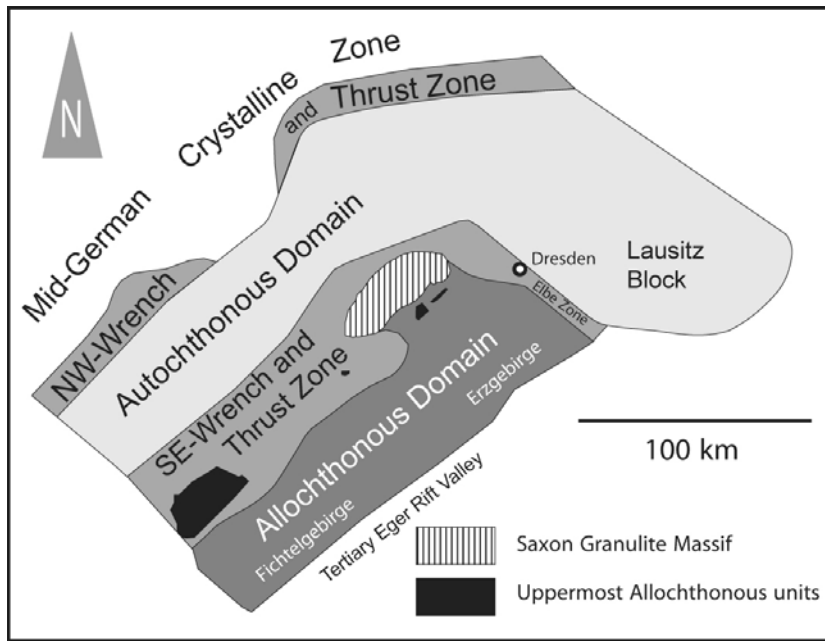 N
Mid-German Crystalline Zone
NW-Wrench and Thrust Zone
Autochthonous Domain
Lausitz
Block
Dresden
Elbe Zone
SE-Wrench and
Thrust Zone
Allochthonous Domain
Erzgebirge
Fichtelgebirge
Tertiary Eger Rift Valley
100 km
Saxon Granulite Massif
Uppermost Allochthonous units